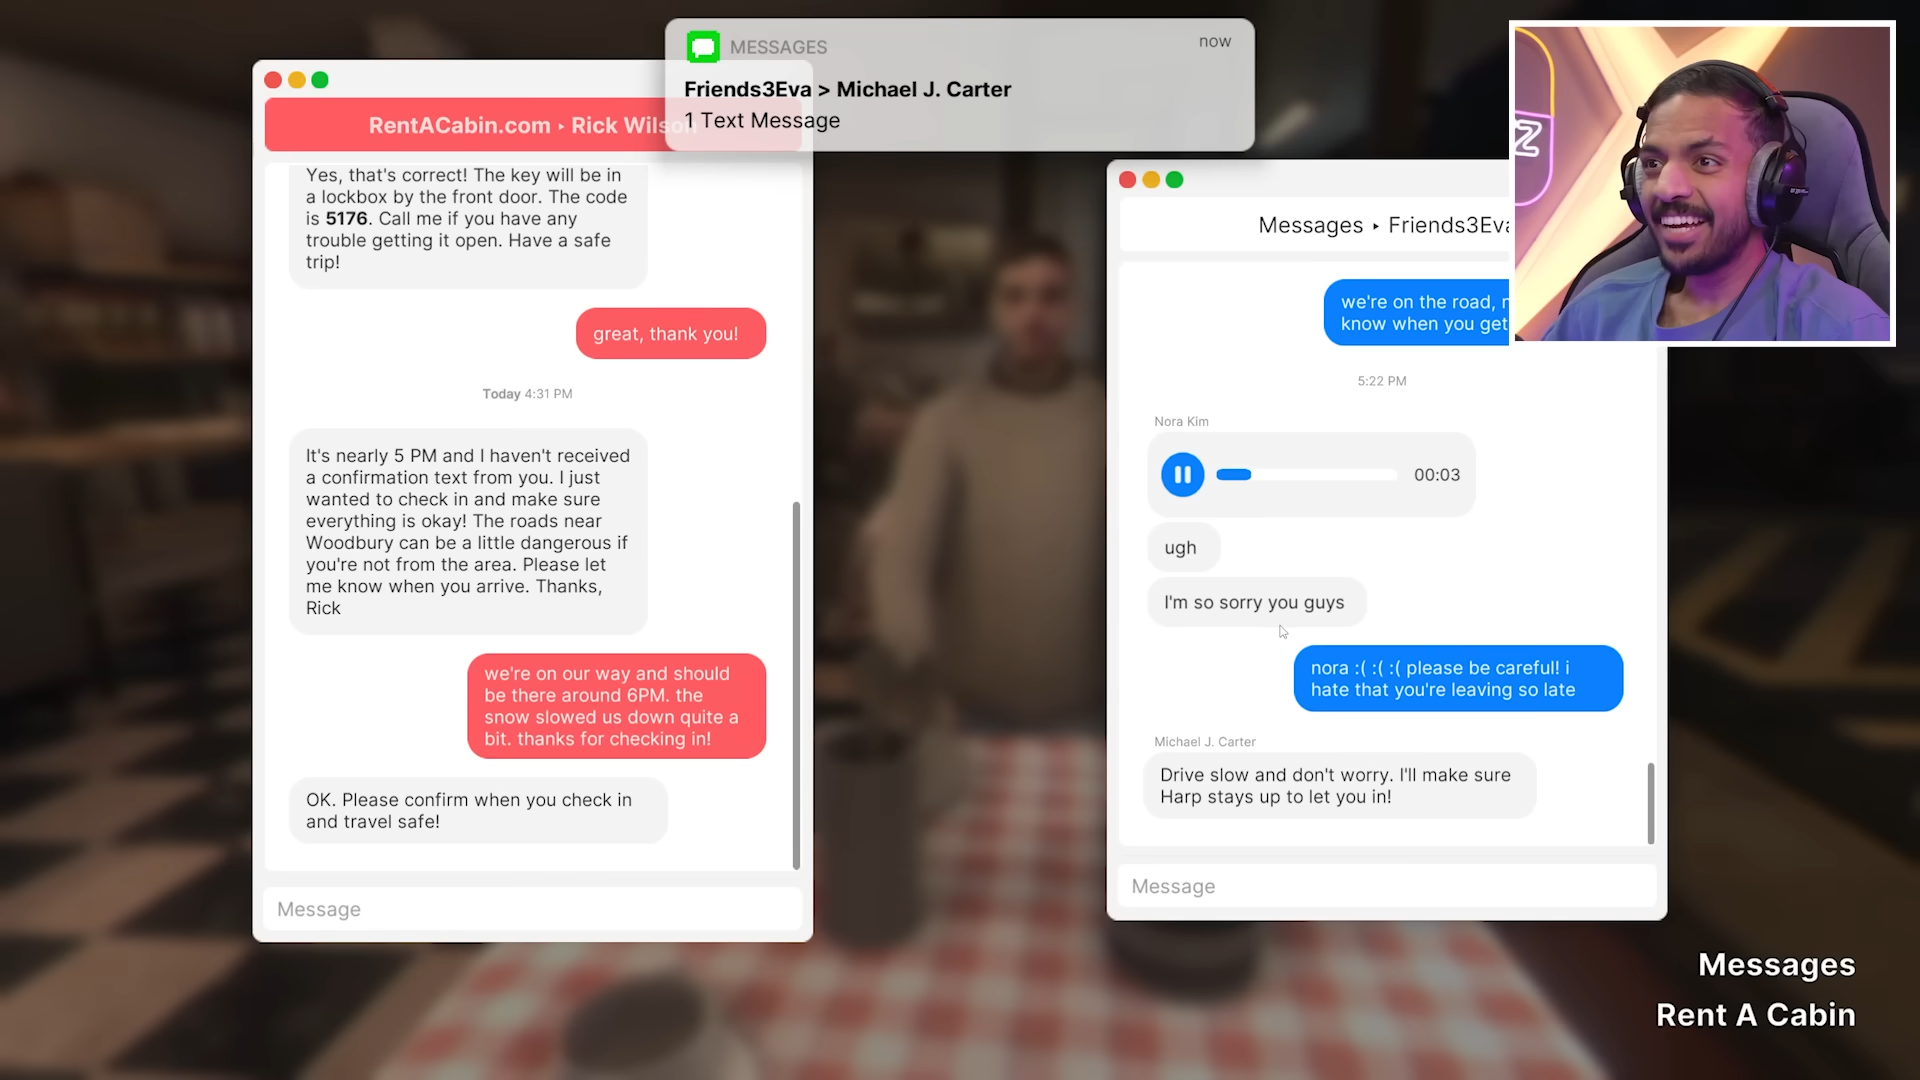 MESSAGES
now
Friends3Eva > Michael J. Carter
1 Text Message
RentACabin.com ▸ Rick Wilson
Yes, that's correct! The key will be in
a lockbox by the front door. The code
is 5176. Call me if you have any
trouble getting it open. Have a safe
trip!
great, thank you!
Today 4:31 PM
It's nearly 5 PM and I haven't received
a confirmation text from you. I just
wanted to check in and make sure
everything is okay! The roads near
Woodbury can be a little dangerous if
you're not from the area. Please let
me know when you arrive. Thanks,
Rick
we're on our way and should
be there around 6PM. the
snow slowed us down quite a
bit. thanks for checking in!
OK. Please confirm when you check in
and travel safe!
Message
Messages ▸ Friends3Eva
we're on the road,
know when you get
5:22 PM
Nora Kim
00:03
ugh
I'm so sorry you guys
nora :( :( :( please be careful! i
hate that you're leaving so late
Michael J. Carter
Drive slow and don't worry. I'll make sure
Harp stays up to let you in!
Message
Messages
Rent A Cabin
Z